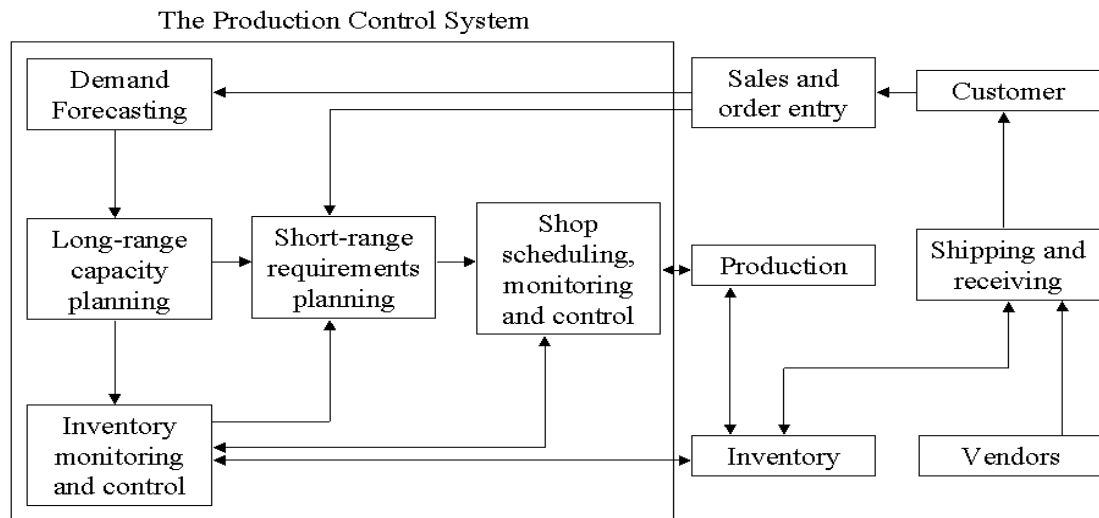 The Production Control System
Demand
Forecasting
Sales and
order entry
Customer
Long-range
capacity
planning
Short-range
requirements
planning
Shop
scheduling,
monitoring
and control
Production
Shipping and
receiving
Inventory
monitoring
and control
Inventory
Vendors